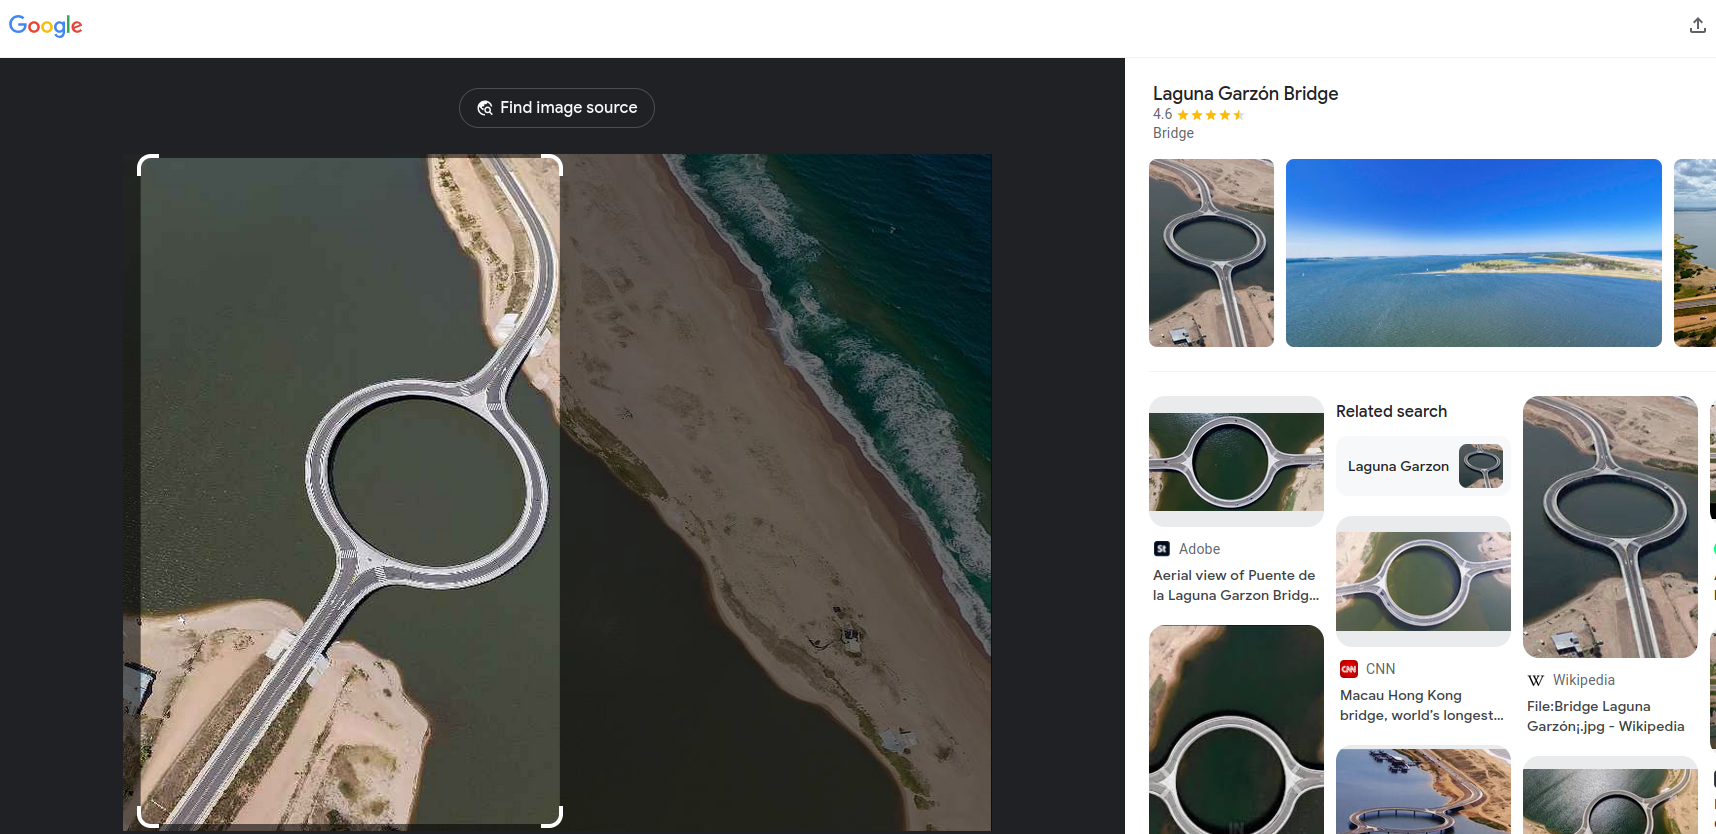 Google
Find image source
Laguna Garzón Bridge
4.6
Bridge
Related search
Laguna Garzon
St Adobe
Aerial view of Puente de
la Laguna Garzon Bridg...
CNN CNN
Macau Hong Kong
bridge, world's longest...
W Wikipedia
File:Bridge Laguna
Garzón¡.jpg - Wikipedia